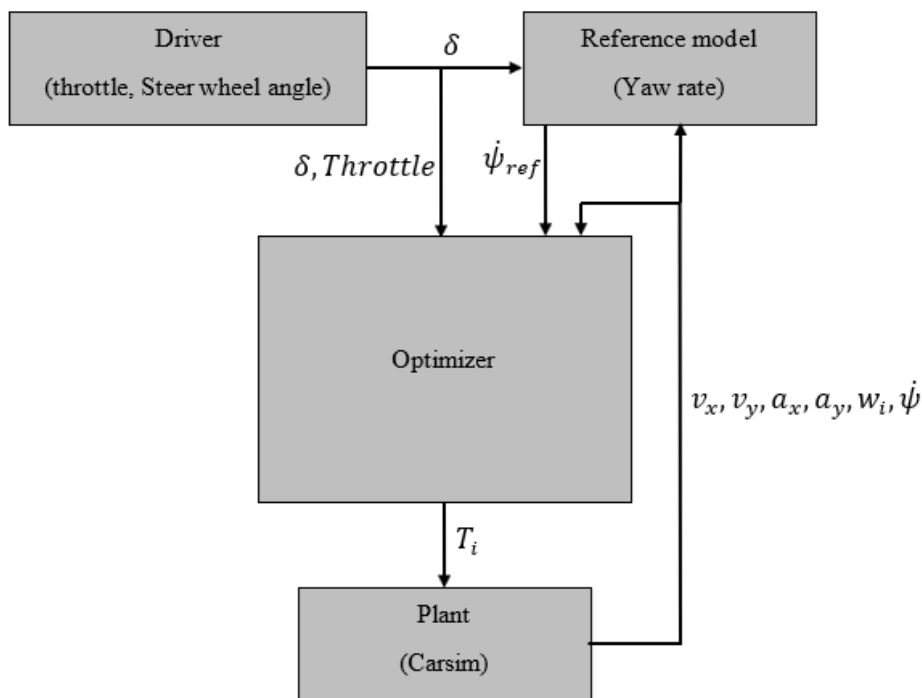 Driver
(throttle, Steer wheel angle)
δ
Reference model
(Yaw rate)
δ, Throttle
ψ̇_ref
Optimizer
v_x, v_y, a_x, a_y, w_i, ψ̇
T_i
Plant
(Carsim)